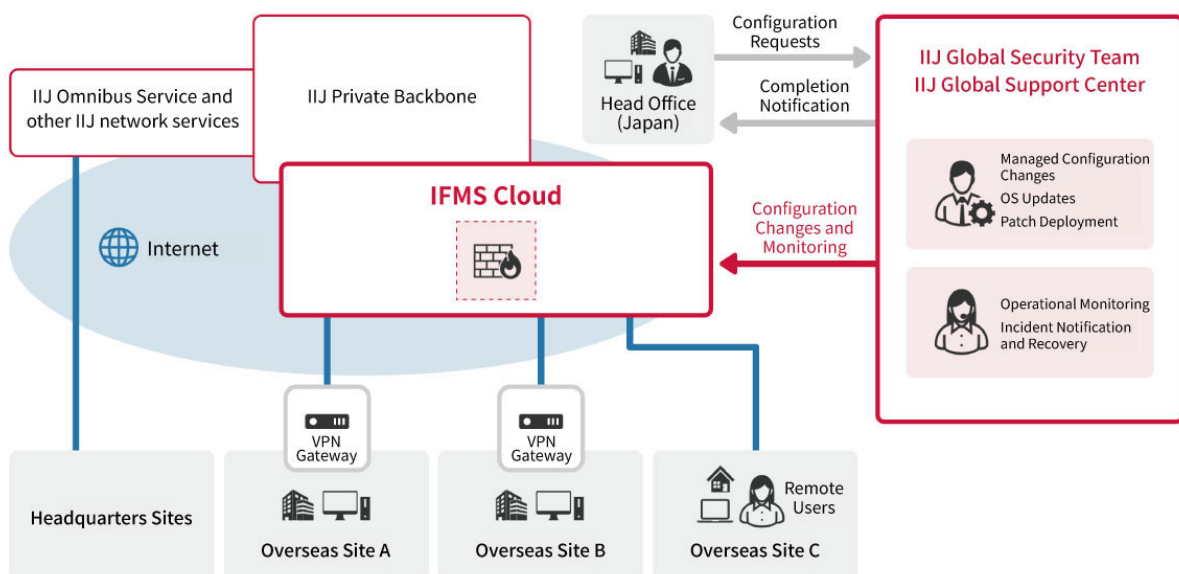 IIJ Omnibus Service and
other IIJ network services
IIJ Private Backbone
Head Office
(Japan)
Configuration
Requests
Completion
Notification
IIJ Global Security Team
IIJ Global Support Center
Managed Configuration
Changes
OS Updates
Patch Deployment
Operational Monitoring
Incident Notification
and Recovery
Configuration
Changes and
Monitoring
IFMS Cloud
Internet
VPN
Gateway
VPN
Gateway
Headquarters Sites
Overseas Site A
Overseas Site B
Remote
Users
Overseas Site C